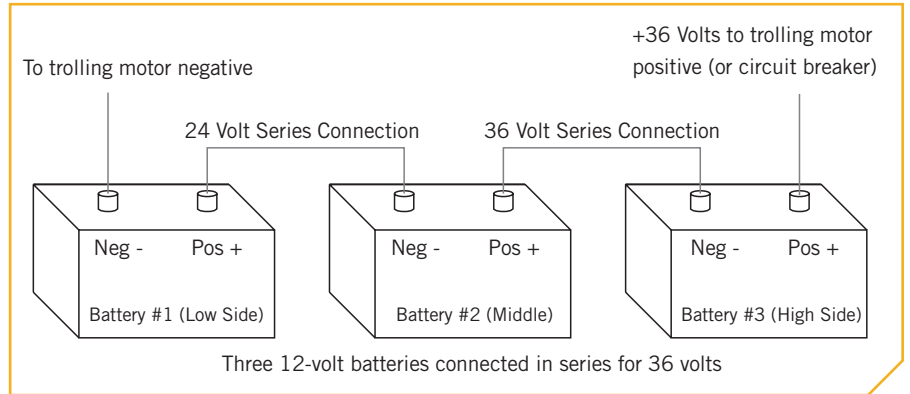 +36 Volts to trolling motor
positive (or circuit breaker)
To trolling motor negative
24 Volt Series Connection
36 Volt Series Connection
Neg -
Pos +
Neg -
Pos +
Neg -
Pos +
Battery #1 (Low Side)
Battery #2 (Middle)
Battery #3 (High Side)
Three 12-volt batteries connected in series for 36 volts